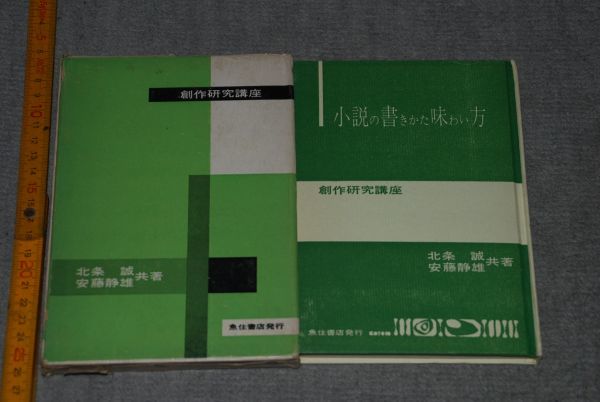 創作研究講座
北条 誠
安藤静雄 共著
魚住書店発行
小説の書きかた味わい方
創作研究講座
北条 誠
安藤静雄 共著
魚住書店発行